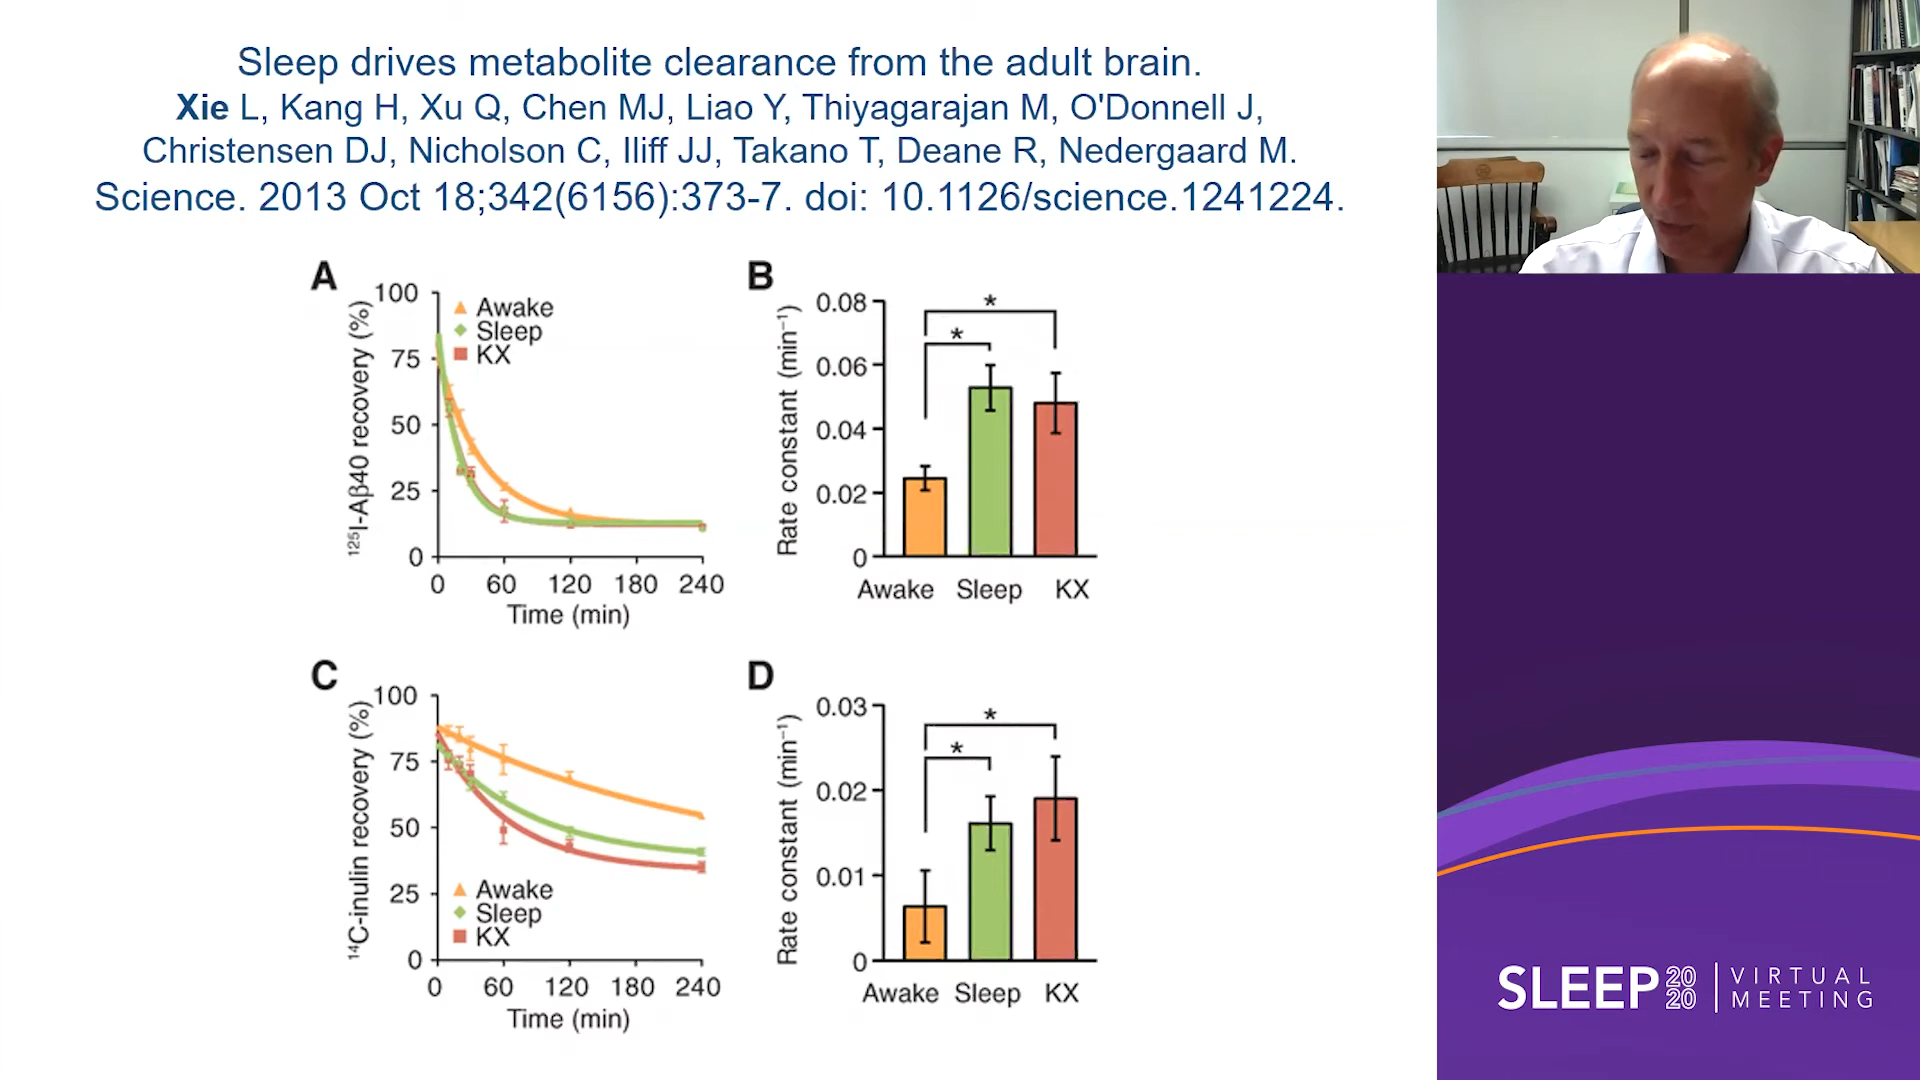 Sleep drives metabolite clearance from the adult brain.
Xie L, Kang H, Xu Q, Chen MJ, Liao Y, Thiyagarajan M, O'Donnell J,
Christensen DJ, Nicholson C, Iliff JJ, Takano T, Deane R, Nedergaard M.
Science. 2013 Oct 18;342(6156):373-7. doi: 10.1126/science.1241224.
A
¹²⁵I-Aβ40 recovery (%)
100
75
50
25
0
Awake
Sleep
KX
0 60 120 180 240
Time (min)
B
Rate constant (min⁻¹)
0.08
0.06
0.04
0.02
0
*
*
Awake Sleep KX
C
¹⁴C-inulin recovery (%)
100
75
50
25
0
Awake
Sleep
KX
0 60 120 180 240
Time (min)
D
Rate constant (min⁻¹)
0.03
0.02
0.01
0
*
*
Awake Sleep KX
SLEEP 2020 | VIRTUAL
MEETING